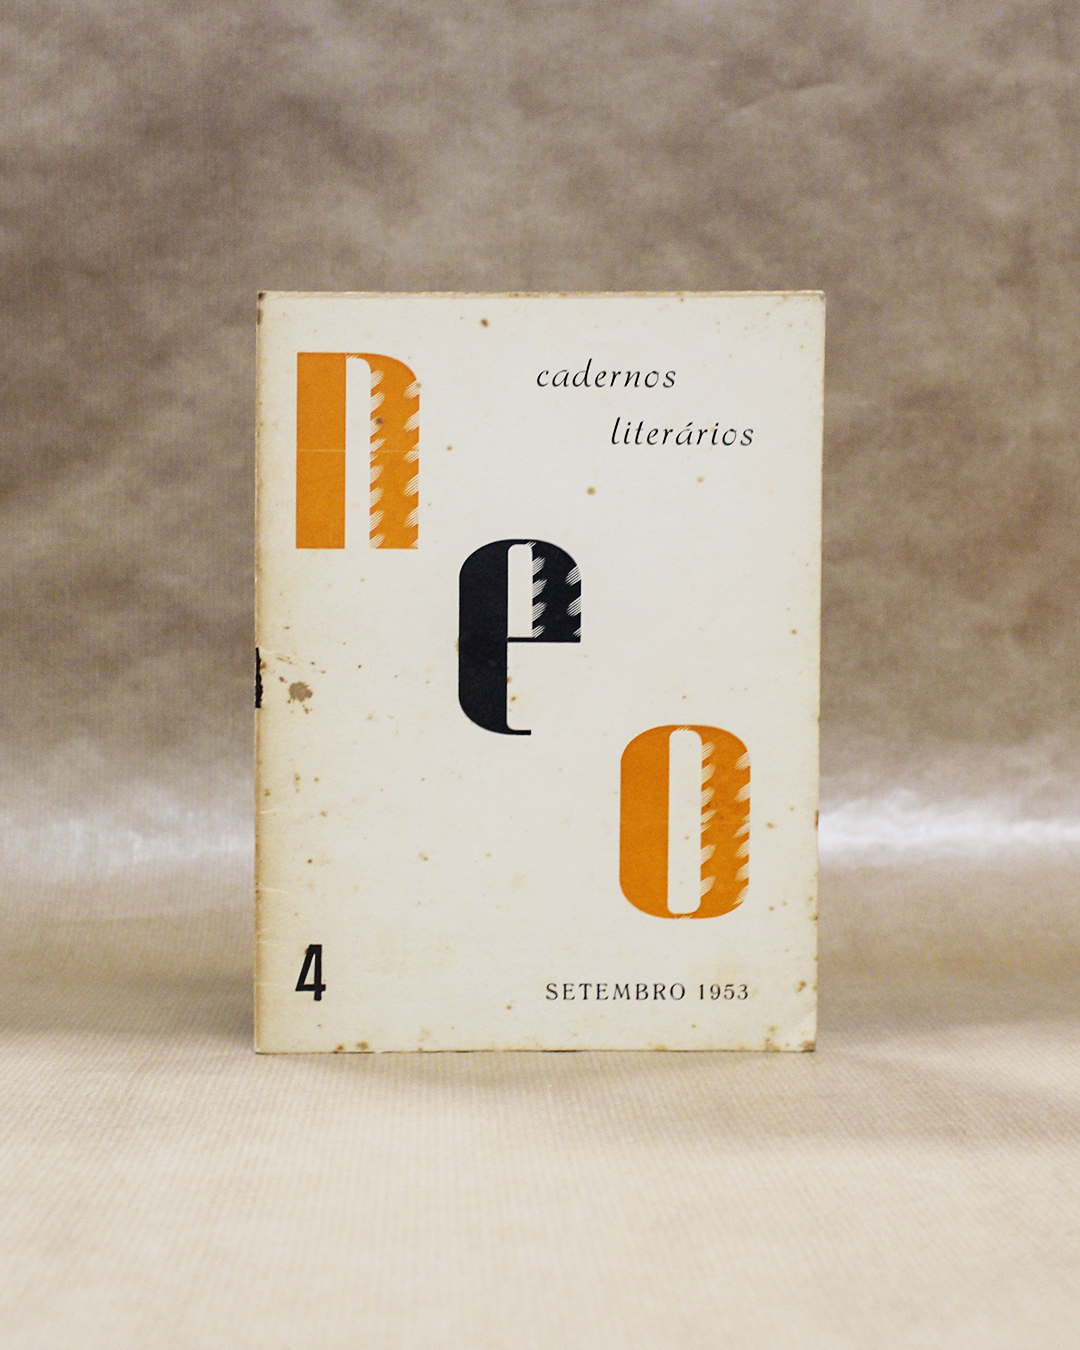 cadernos
literários
neo
4
SETEMBRO 1953